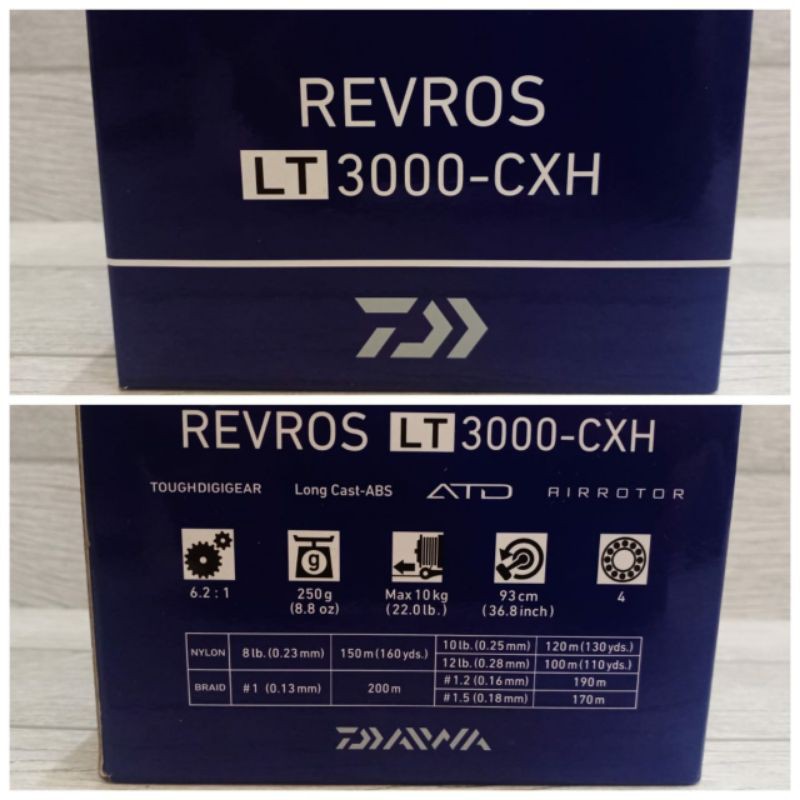 REVROS
LT 3000-CXH
REVROS LT 3000-CXH
TOUGHDIGIGEAR Long Cast-ABS ATD AIRROTOR
g
6.2 : 1 250g Max 10kg 93cm 4
(8.8 oz) (22.0lb.) (36.8inch)
NYLON 8lb.(0.23mm) 150m(160yds.) 10lb.(0.25mm) 120m(130yds.)
12lb.(0.28mm) 100m(110yds.)
BRAID #1 (0.13mm) 200m #1.2(0.16mm) 190m
#1.5(0.18mm) 170m
DAIWA